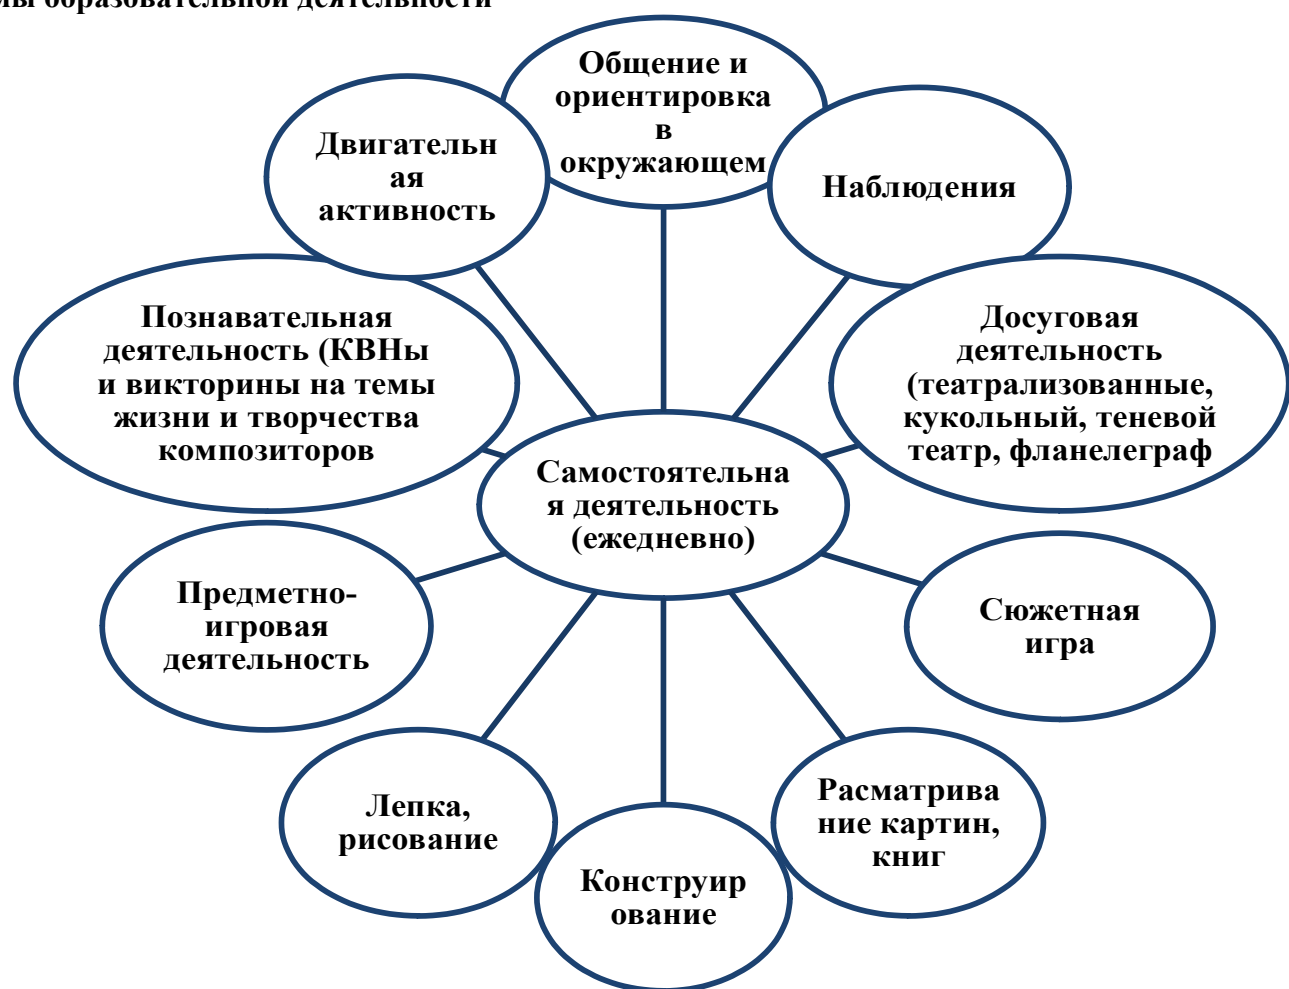 образовательной деятельности
Общение и
ориентировка
в
окружающем
Наблюдения
Досуговая
деятельность
(театрализованные,
кукольный, теневой
театр, фланелеграф
Сюжетная
игра
Расматрива
ние картин,
книг
Конструир
ование
Лепка,
рисование
Предметно-
игровая
деятельность
Познавательная
деятельность (КВНы
и викторины на темы
жизни и творчества
композиторов
Двигательн
ая
активность
Самостоятельна
я деятельность
(ежедневно)